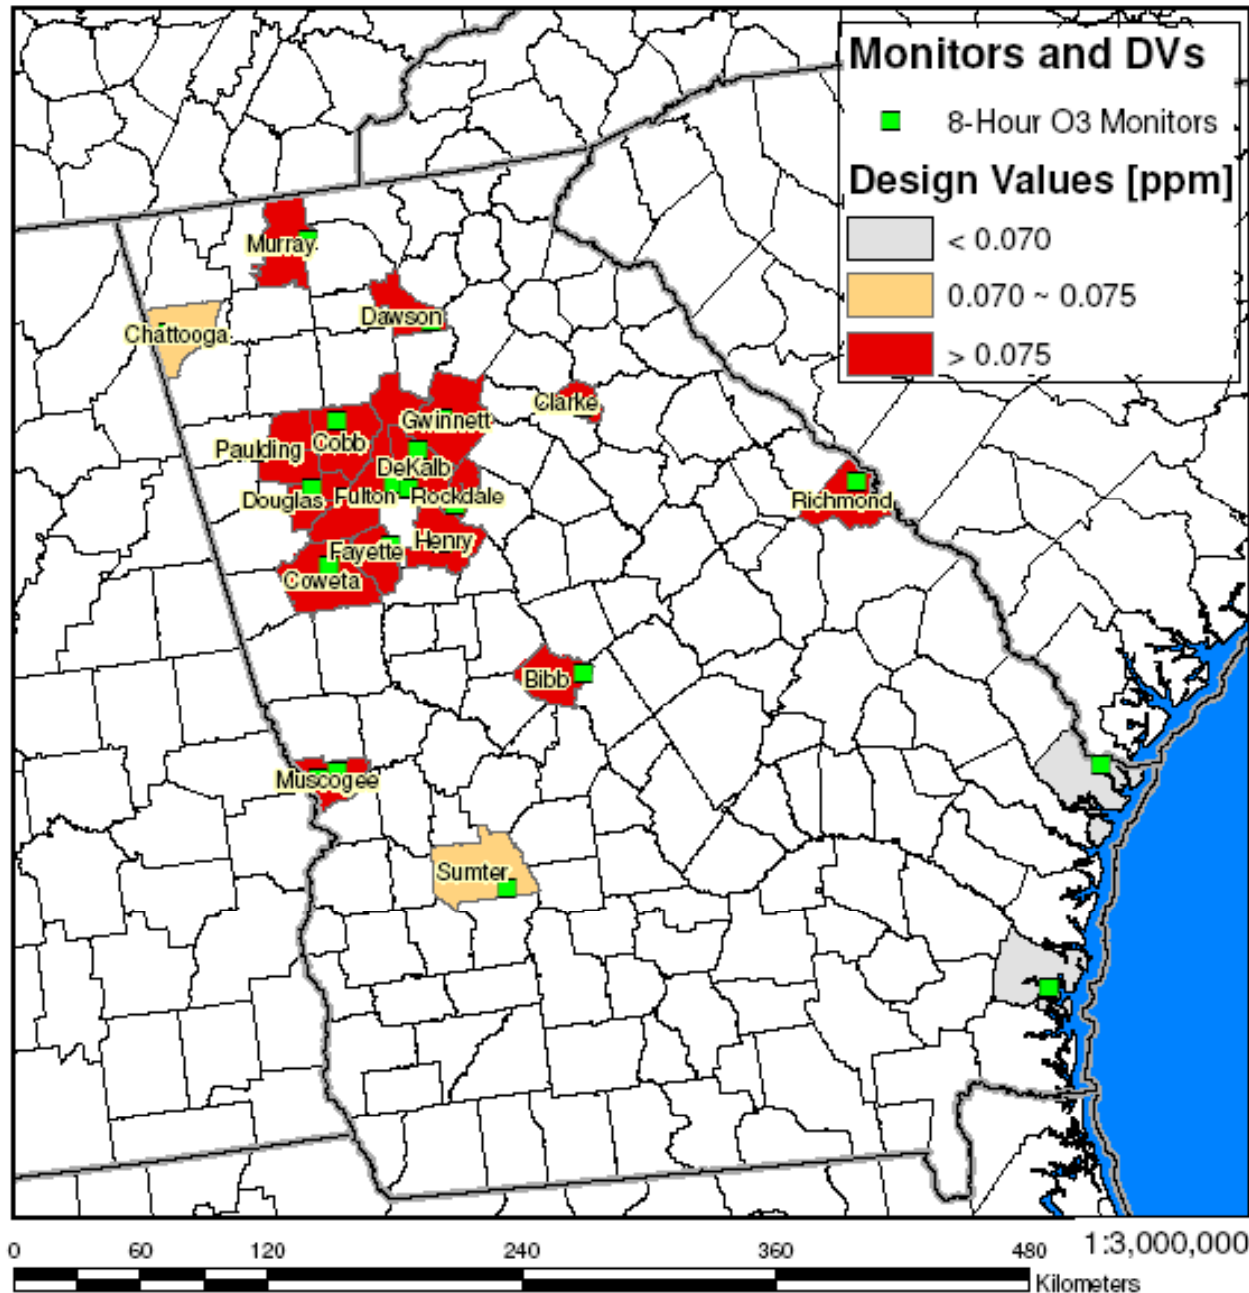 Monitors and DVs
8-Hour O3 Monitors
Design Values [ppm]
< 0.070
0.070 ~ 0.075
> 0.075
Murray
Dawson
Chattooga
Clarke
Gwinnett
Cobb
Paulding
DeKalb
Douglas
Fulton
Rockdale
Richmond
Henry
Fayette
Coweta
Bibb
Muscogee
Sumter
0 60 120 240 360 480
1:3,000,000
Kilometers